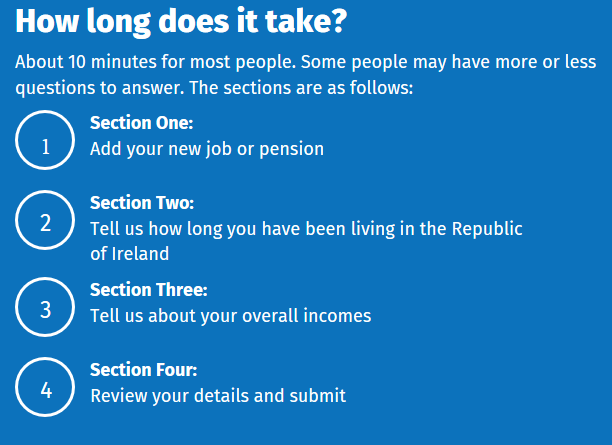 How long does it take?
About 10 minutes for most people. Some people may have more or less
questions to answer. The sections are as follows:
1
Section One:
Add your new job or pension
2
Section Two:
Tell us how long you have been living in the Republic
of Ireland
3
Section Three:
Tell us about your overall incomes
4
Section Four:
Review your details and submit